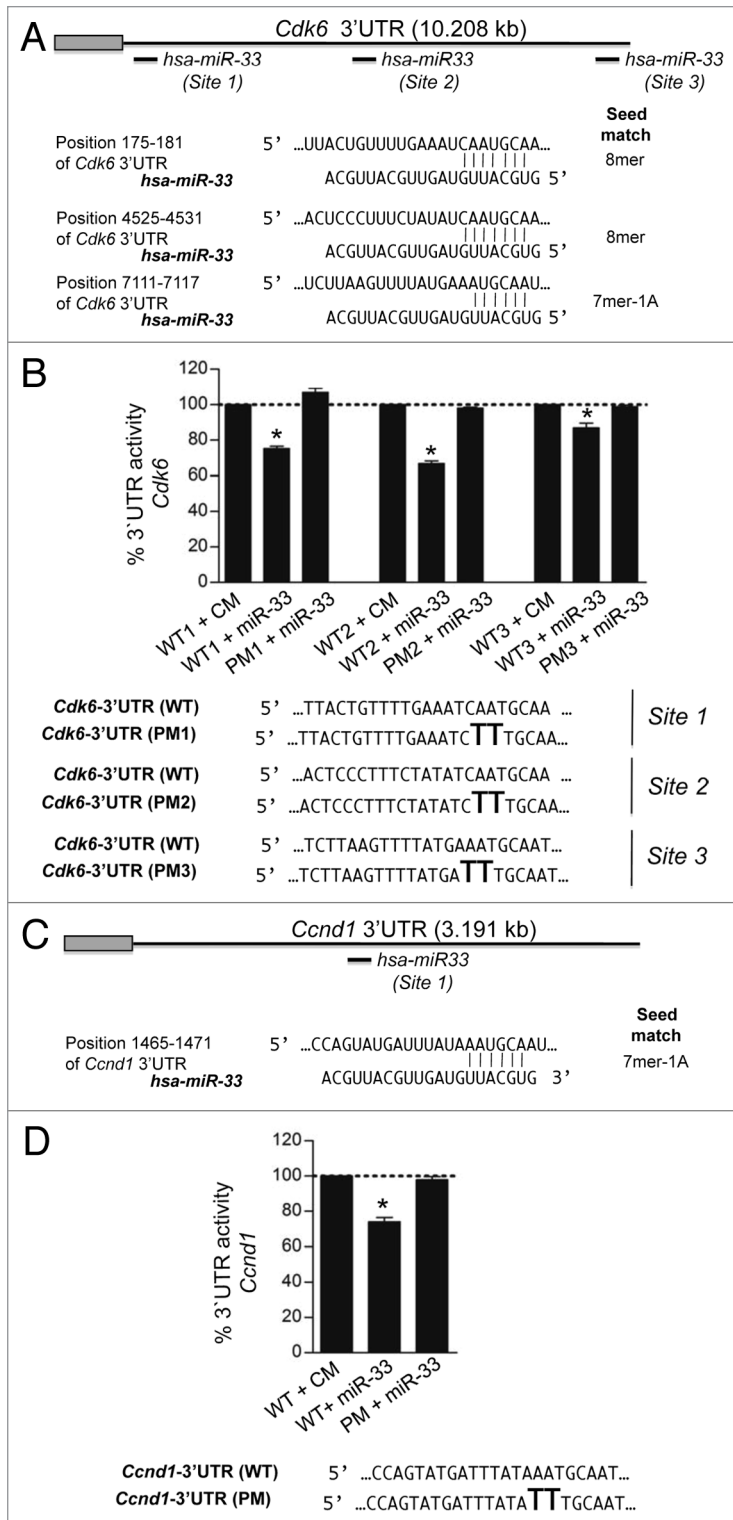 A
Cdk6 3'UTR (10.208 kb)
hsa-miR-33 hsa-miR33 hsa-miR-33
(Site 1) (Site 2) (Site 3)
Seed
match
Position 175-181 5' …UUACUGUUUUGAAAUCAAUGCAA…
of Cdk6 3'UTR 8mer
hsa-miR-33 ACGUUACGUUGAUGUUACGUG 5'
Position 4525-4531 5' …ACUCCCUUUCUAUAUCAAUGCAA…
of Cdk6 3'UTR 8mer
hsa-miR-33 ACGUUACGUUGAUGUUACGUG 5'
Position 7111-7117 5' …UCUUAAGUUUUAUGAAAUGCAAU…
of Cdk6 3'UTR 7mer-1A
hsa-miR-33 ACGUUACGUUGAUGUUACGUG 5'
B
% 3`UTR activity
Cdk6
120
100
80
60
40
20
0
* * *
WT1 + CM
WT1 + miR-33
PM1 + miR-33
WT2 + CM
WT2 + miR-33
PM2 + miR-33
WT3 + CM
WT3 + miR-33
PM3 + miR-33
Cdk6-3'UTR (WT) 5' …TTACTGTTTTGAAATCAATGCAA …
Cdk6-3'UTR (PM1) 5' …TTACTGTTTTGAAATCTTTGCAA…
Site 1
Cdk6-3'UTR (WT) 5' …ACTCCCTTTCTATATCAATGCAA …
Cdk6-3'UTR (PM2) 5' …ACTCCCTTTCTATATCTTTGCAA…
Site 2
Cdk6-3'UTR (WT) 5' …TCTTAAGTTTTATGAAATGCAAT…
Cdk6-3'UTR (PM3) 5' …TCTTAAGTTTTATGATTTGCAAT…
Site 3
C
Ccnd1 3'UTR (3.191 kb)
hsa-miR33
(Site 1)
Seed
match
Position 1465-1471 5' …CCAGUAUGAUUUAUAAAUGCAAU…
of Ccnd1 3'UTR 7mer-1A
hsa-miR-33 ACGUUACGUUGAUGUUACGUG 3'
D
% 3`UTR activity
Ccnd1
120
100
80
60
40
20
0
*
WT + CM
WT+ miR-33
PM + miR-33
Ccnd1-3'UTR (WT) 5' …CCAGTATGATTTATAAATGCAAT…
Ccnd1-3'UTR (PM) 5' …CCAGTATGATTTATATTTGCAAT…